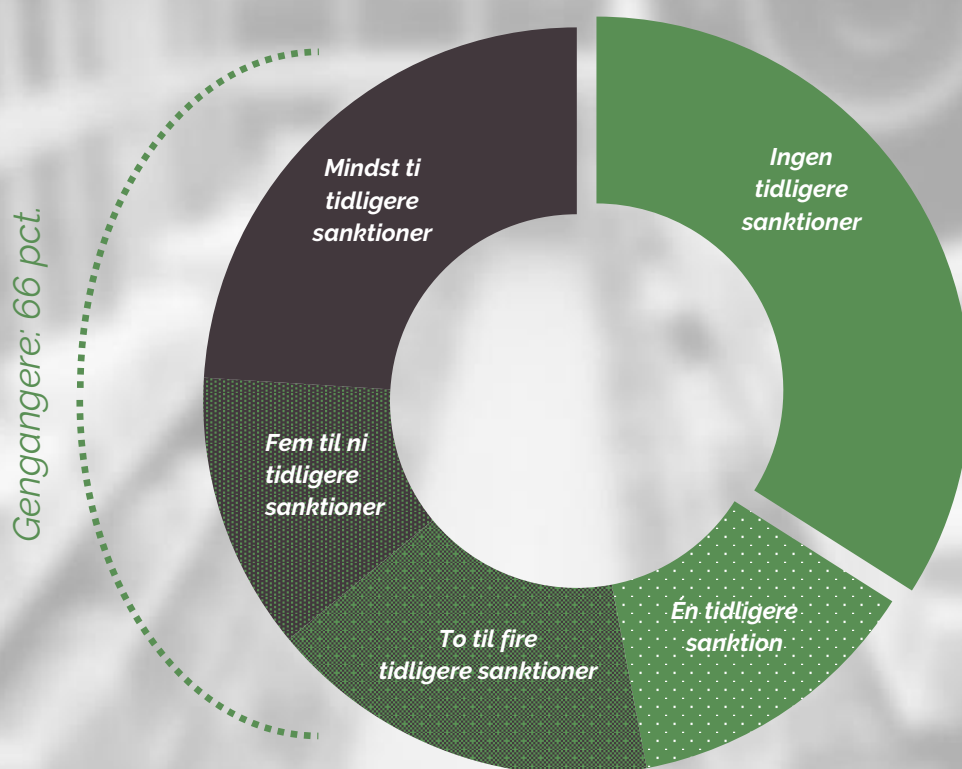 Gengangere: 66 pct.
Mindst ti
tidligere
sanktioner
Ingen
tidligere
sanktioner
Fem til ni
tidligere
sanktioner
Én tidligere
sanktion
To til fire
tidligere sanktioner